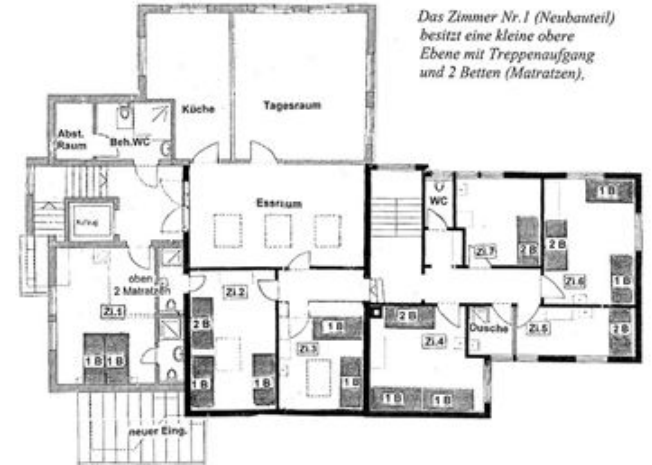 Das Zimmer Nr.1 (Neubauteil)
besitzt eine kleine obere
Ebene mit Treppenaufgang
und 2 Betten (Matratzen),
Küche
Tagesraum
Abst.
Raum
Beh.WC
Essraum
WC
Zi.7
2 B
1 B
2 B
Zi.6
1 B
oben
2 Matratzen
Zi.1
1 B
1 B
Zi.2
2 B
1 B
1 B
Zi.3
1 B
1 B
2 B
Zi.4
1 B
1 B
Dusche
Zi.5
2 B
neuer Eing.